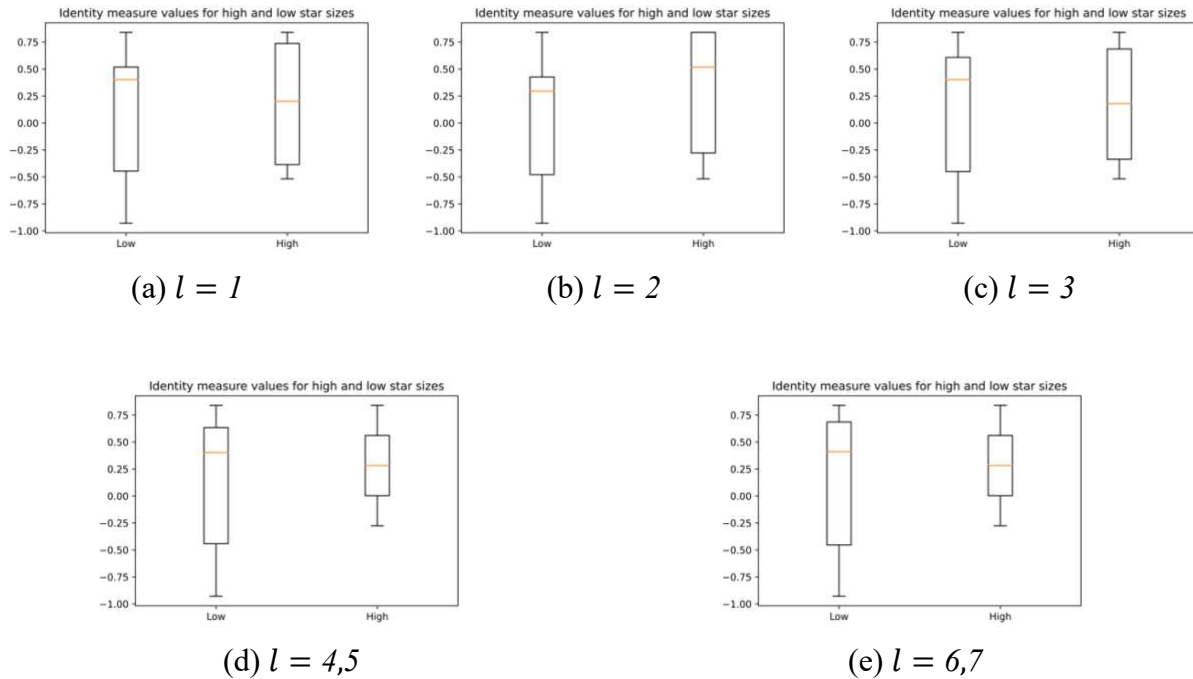 Identity measure values for high and low star sizes
0.75
0.50
0.25
0.00
−0.25
−0.50
−0.75
−1.00
Low
High
(a) l = 1
Identity measure values for high and low star sizes
0.75
0.50
0.25
0.00
−0.25
−0.50
−0.75
−1.00
Low
High
(b) l = 2
Identity measure values for high and low star sizes
0.75
0.50
0.25
0.00
−0.25
−0.50
−0.75
−1.00
Low
High
(c) l = 3
Identity measure values for high and low star sizes
0.75
0.50
0.25
0.00
−0.25
−0.50
−0.75
−1.00
Low
High
(d) l = 4,5
Identity measure values for high and low star sizes
0.75
0.50
0.25
0.00
−0.25
−0.50
−0.75
−1.00
Low
High
(e) l = 6,7